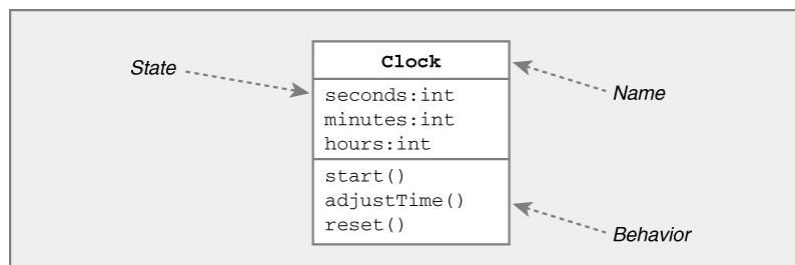 State
Clock
Name
seconds:int
minutes:int
hours:int
start()
adjustTime()
reset()
Behavior